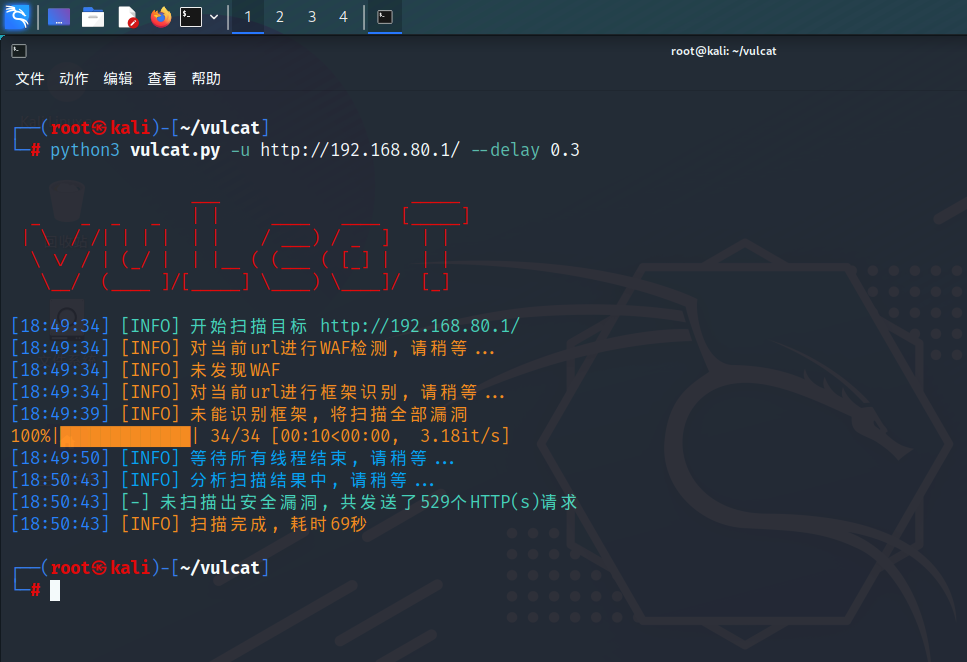 1 2 3 4
root@kali: ~/vulcat
文件 动作 编辑 查看 帮助
┌──(root㉿kali)-[~/vulcat]
└─# python3 vulcat.py -u http://192.168.80.1/ --delay 0.3
vulcat
[18:49:34] [INFO] 开始扫描目标 http://192.168.80.1/
[18:49:34] [INFO] 对当前url进行WAF检测, 请稍等...
[18:49:34] [INFO] 未发现WAF
[18:49:34] [INFO] 对当前url进行框架识别, 请稍等...
[18:49:39] [INFO] 未能识别框架, 将扫描全部漏洞
100%|█████████████| 34/34 [00:10<00:00, 3.18it/s]
[18:49:50] [INFO] 等待所有线程结束, 请稍等...
[18:50:43] [INFO] 分析扫描结果中, 请稍等...
[18:50:43] [-] 未扫描出安全漏洞, 共发送了529个HTTP(s)请求
[18:50:43] [INFO] 扫描完成, 耗时69秒
┌──(root㉿kali)-[~/vulcat]
└─#